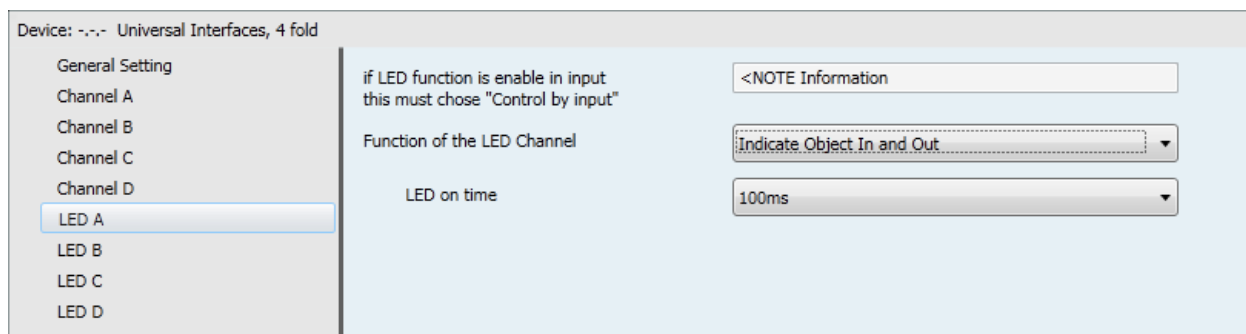 Device: -.-.- Universal Interfaces, 4 fold
General Setting
Channel A
Channel B
Channel C
Channel D
LED A
LED B
LED C
LED D
if LED function is enable in input
this must chose "Control by input"
<NOTE Information
Function of the LED Channel
Indicate Object In and Out
LED on time
100ms